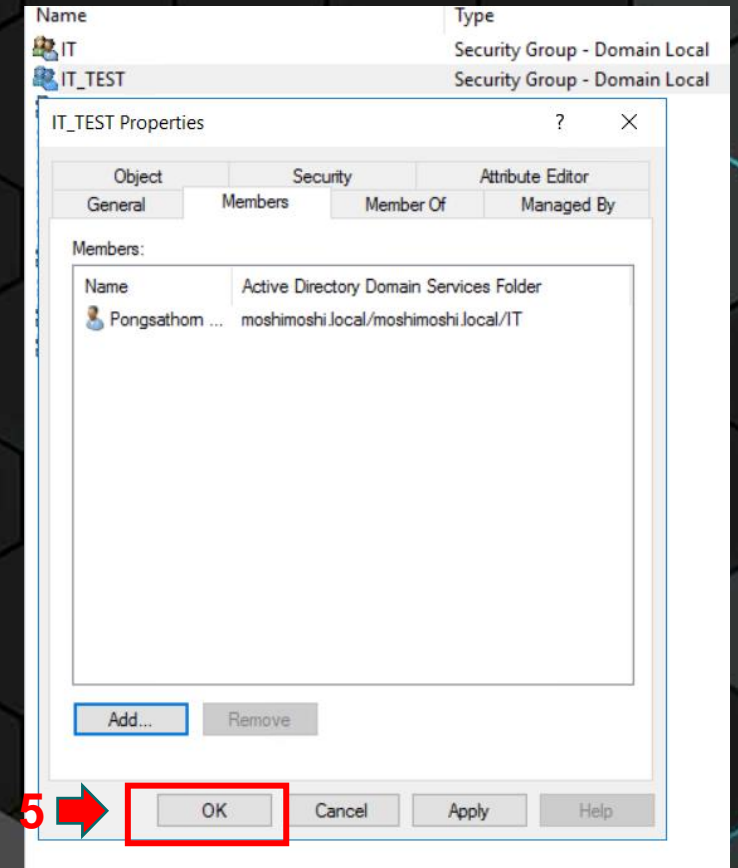 Name Type
IT Security Group - Domain Local
IT_TEST Security Group - Domain Local
IT_TEST Properties ? X
Object Security Attribute Editor
General Members Member Of Managed By
Members:
Name Active Directory Domain Services Folder
Pongsathorn ... moshimoshi.local/moshimoshi.local/IT
Add... Remove
5 OK Cancel Apply Help